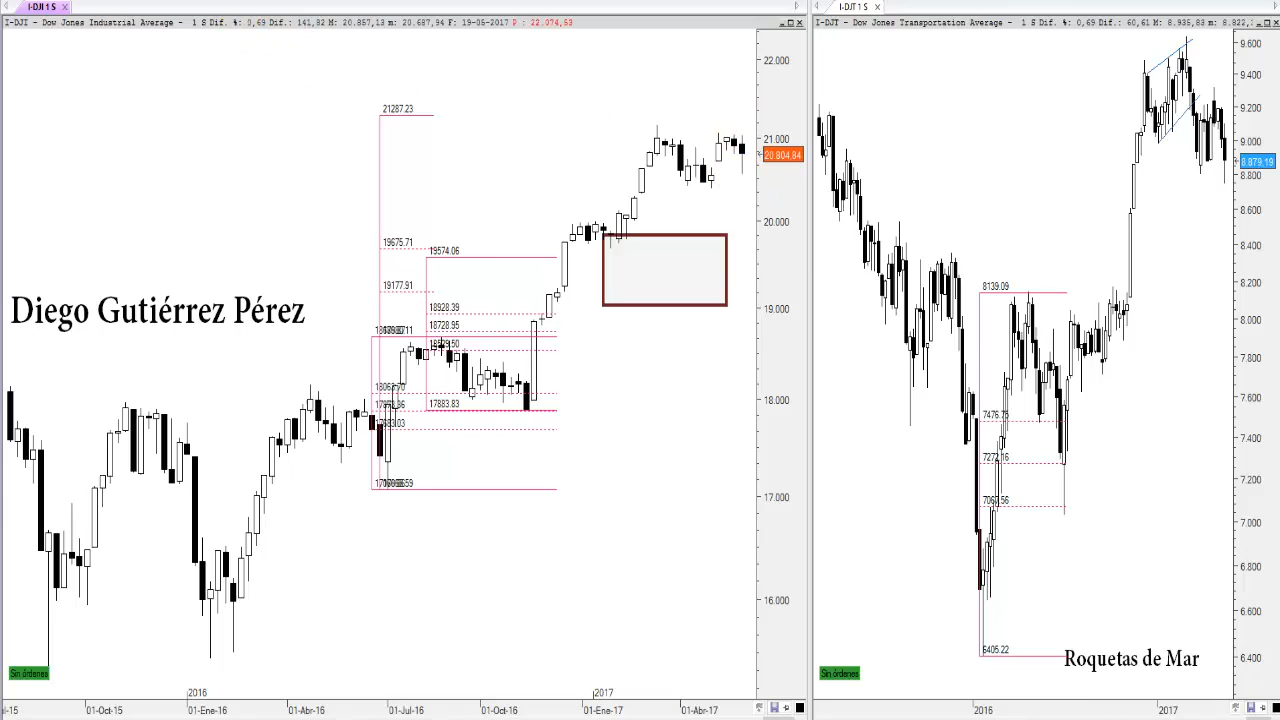 I-DJI 1 S
I-DJT 1 S
I-DJI - Dow Jones Industrial Average - 1 S Dif. %: 0,69 Dif.: 141,82 M: 20.857,13 m: 20.687,94 F: 19-05-2017 P : 22.074,53
I-DJT - Dow Jones Transportation Average - 1 S Dif. %: 0,69 Dif.: 60,61 M: 8.935,83 m: 8.822,
22.000
21.000
20.804,84
20.000
19.000
18.000
17.000
16.000
21287.23
19675.71
19574.06
19177.91
18928.39
18728.95
17883.83
Diego Gutiérrez Pérez
Sin órdenes
2016
2017
01-Oct-15
01-Ene-16
01-Abr-16
01-Jul-16
01-Oct-16
01-Ene-17
01-Abr-17
9.600
9.400
9.200
9.000
8.879,19
8.800
8.600
8.400
8.200
8.000
7.800
7.600
7.400
7.200
7.000
6.800
6.600
6.400
8139.09
7476.75
7272.16
7067.56
6405.22
Roquetas de Mar
Sin órdenes
2016
2017